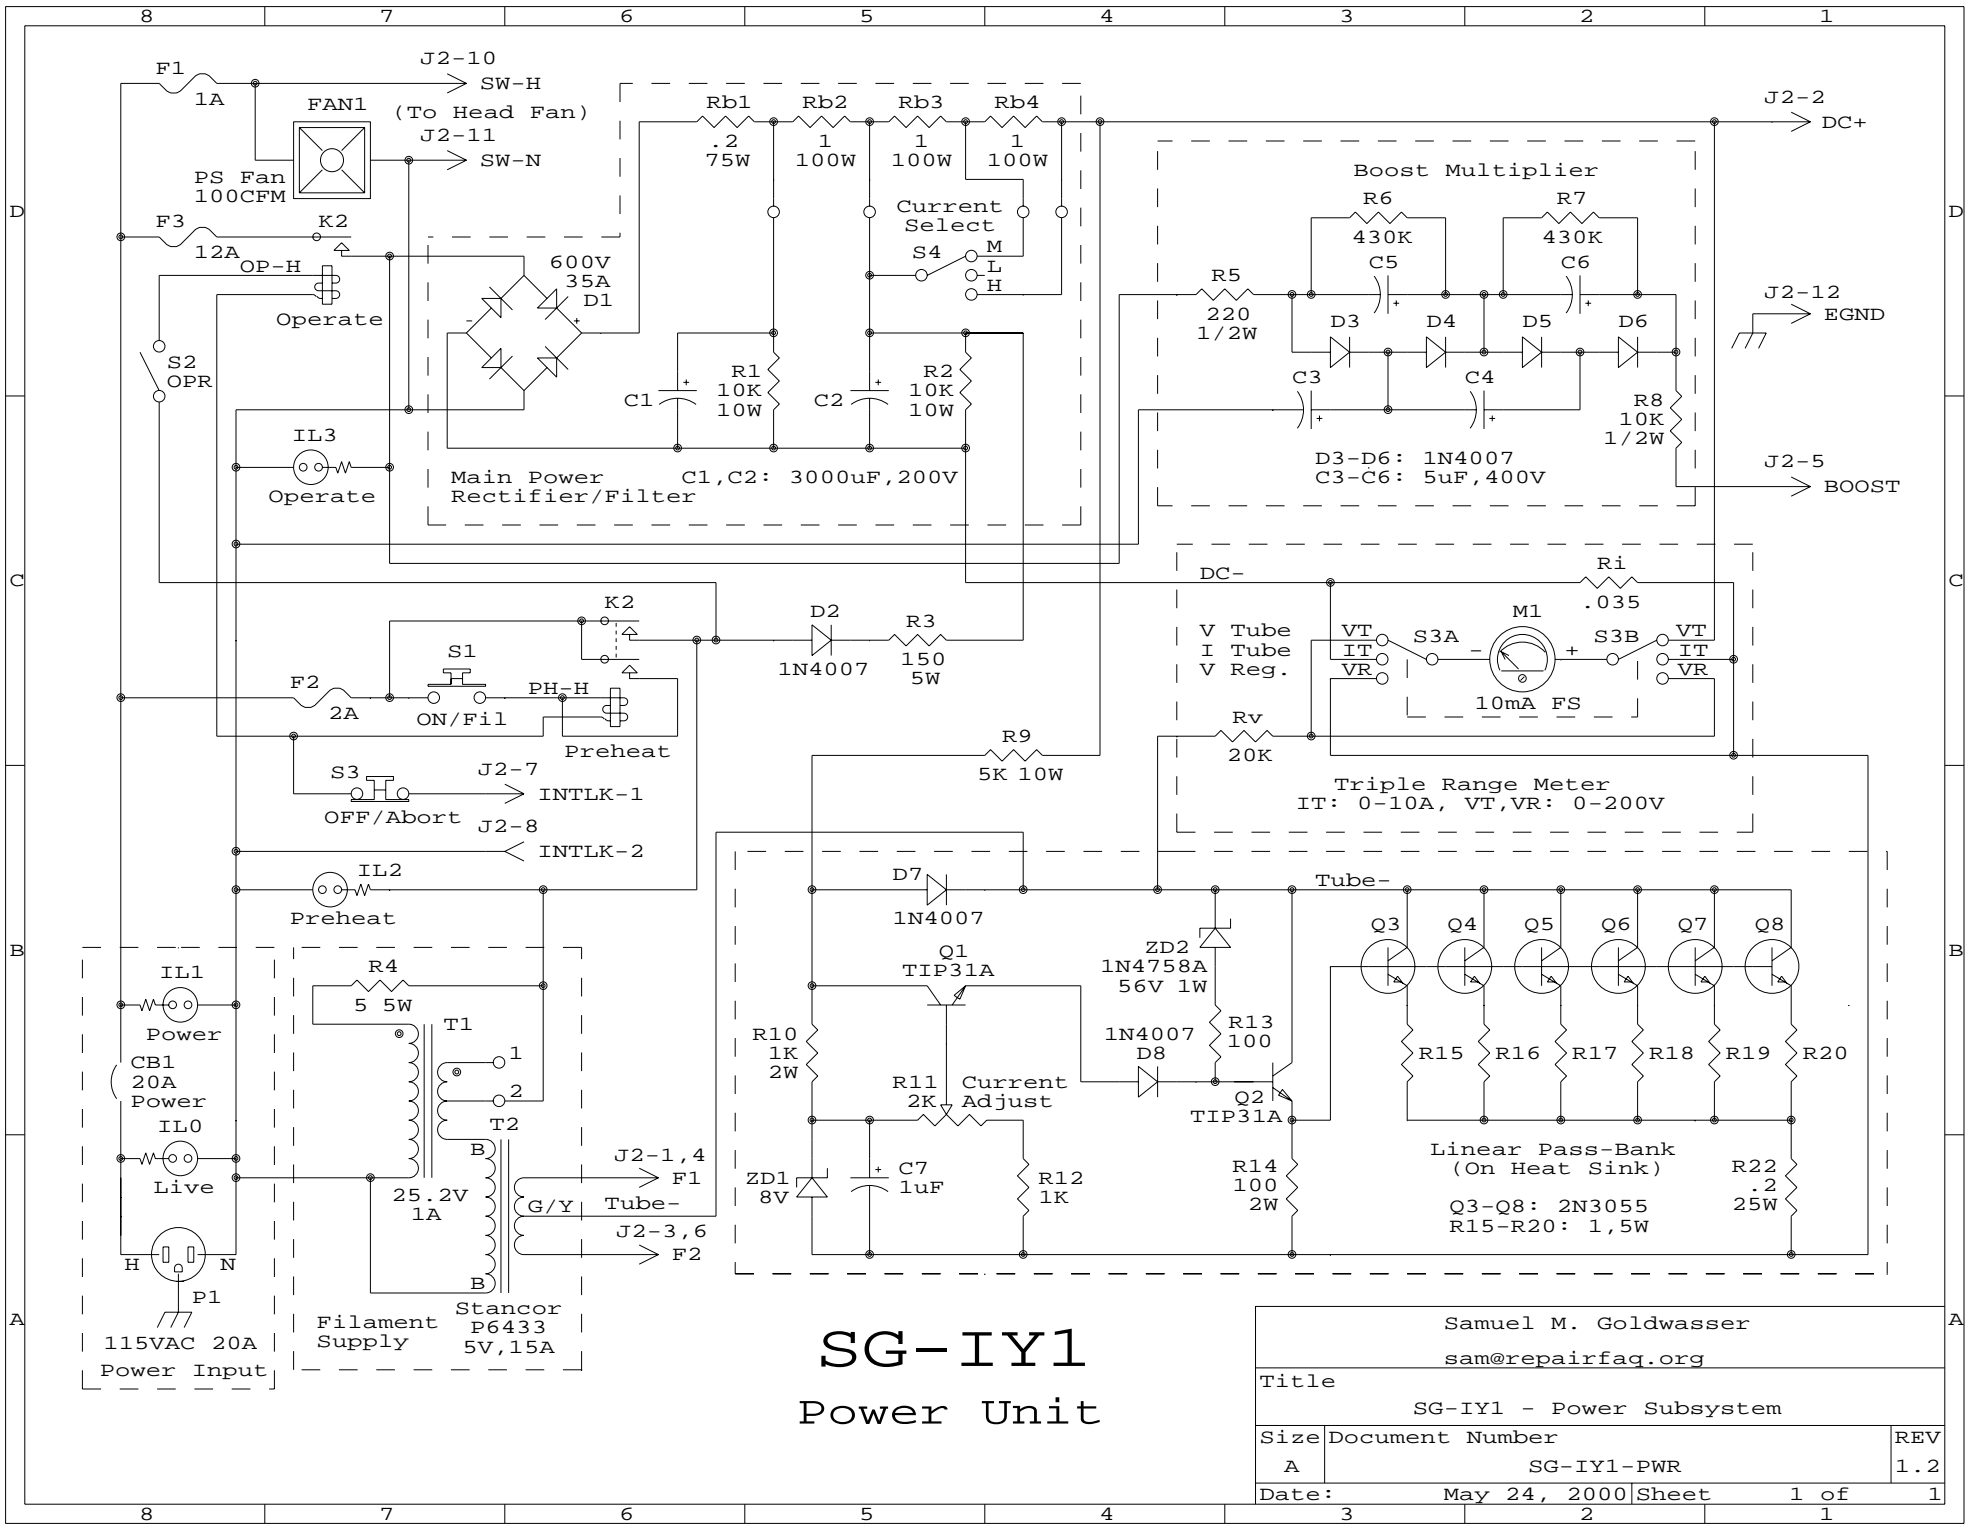 8 7 6 5 4 3 2 1
D
C
B
A
D
C
B
A
F1
1A
J2-10
SW-H
(To Head Fan)
J2-11
SW-N
FAN1
PS Fan
100CFM
F3
12A
K2
OP-H
Operate
S2
OPR
IL3
Operate
Rb1
.2
75W
Rb2
1
100W
Rb3
1
100W
Rb4
1
100W
600V
35A
D1
-
+
Current
Select
S4
M
L
H
C1
+
R1
10K
10W
C2
+
R2
10K
10W
Main Power
Rectifier/Filter
C1,C2: 3000uF,200V
J2-2
DC+
Boost Multiplier
R6
430K
R7
430K
C5
+
C6
+
R5
220
1/2W
D3
D4
D5
D6
C3
+
C4
+
R8
10K
1/2W
D3-D6: 1N4007
C3-C6: 5uF,400V
J2-12
EGND
J2-5
BOOST
K2
S1
F2
2A
ON/Fil
PH-H
Preheat
S3
OFF/Abort
J2-7
INTLK-1
J2-8
INTLK-2
IL2
Preheat
D2
1N4007
R3
150
5W
R9
5K 10W
DC-
Ri
.035
M1
V Tube
I Tube
V Reg.
VT
IT
VR
S3A
-
+
S3B
VT
IT
VR
10mA FS
Rv
20K
Triple Range Meter
IT: 0-10A, VT,VR: 0-200V
IL1
Power
CB1
20A
Power
IL0
Live
H
N
P1
115VAC 20A
Power Input
R4
5 5W
T1
1
2
25.2V
1A
T2
B
B
G/Y
Filament
Supply
Stancor
P6433
5V,15A
J2-1,4
F1
Tube-
J2-3,6
F2
D7
1N4007
Tube-
Q1
TIP31A
ZD2
1N4758A
56V 1W
R10
1K
2W
R11
2K
Current
Adjust
1N4007
D8
R13
100
Q2
TIP31A
ZD1
8V
+
C7
1uF
R12
1K
R14
100
2W
Q3
Q4
Q5
Q6
Q7
Q8
R15
R16
R17
R18
R19
R20
Linear Pass-Bank
(On Heat Sink)
Q3-Q8: 2N3055
R15-R20: 1,5W
R22
.2
25W
SG-IY1
Power Unit
Samuel M. Goldwasser
sam@repairfaq.org
Title
SG-IY1 - Power Subsystem
Size
Document Number
REV
A
SG-IY1-PWR
1.2
Date: May 24, 2000
Sheet 1 of 1
8 7 6 5 4 3 2 1